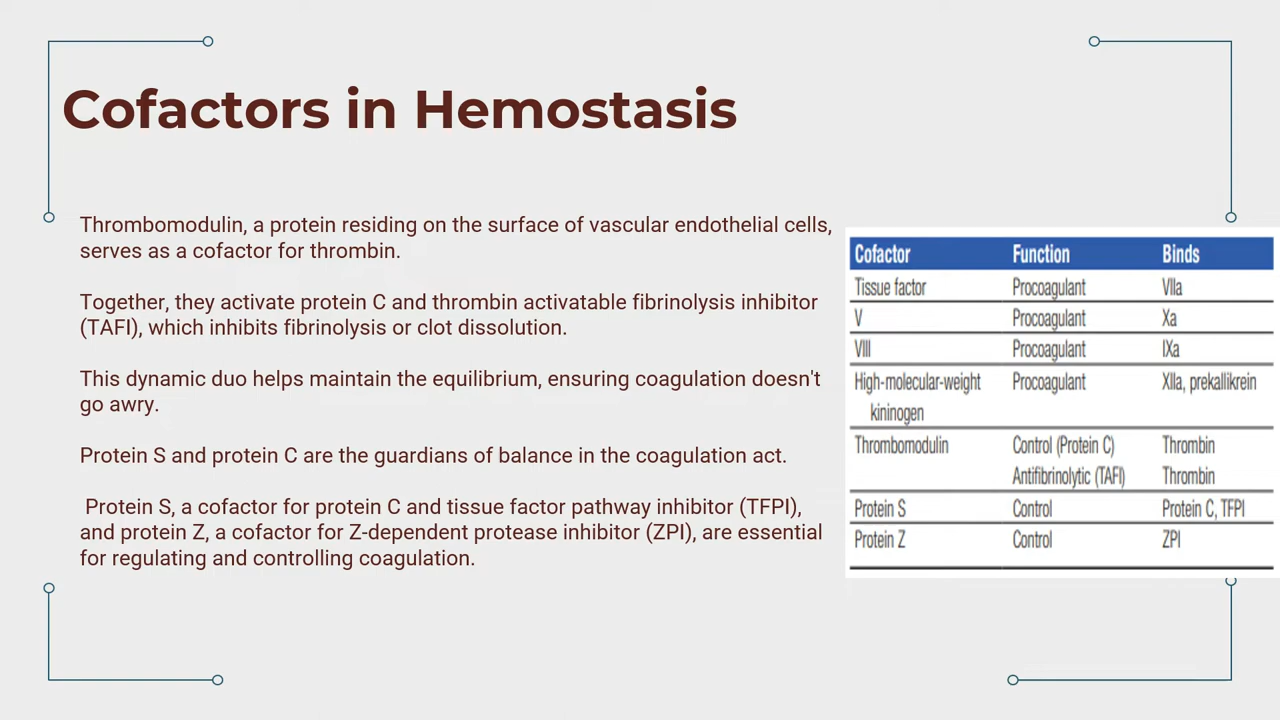 Cofactors in Hemostasis
Thrombomodulin, a protein residing on the surface of vascular endothelial cells,
serves as a cofactor for thrombin.
Together, they activate protein C and thrombin activatable fibrinolysis inhibitor
(TAFI), which inhibits fibrinolysis or clot dissolution.
This dynamic duo helps maintain the equilibrium, ensuring coagulation doesn't
go awry.
Protein S and protein C are the guardians of balance in the coagulation act.
Protein S, a cofactor for protein C and tissue factor pathway inhibitor (TFPI),
and protein Z, a cofactor for Z-dependent protease inhibitor (ZPI), are essential
for regulating and controlling coagulation.
Cofactor Function Binds
Tissue factor Procoagulant VIIa
V Procoagulant Xa
VIII Procoagulant IXa
High-molecular-weight Procoagulant XIIa, prekallikrein
kininogen
Thrombomodulin Control (Protein C) Thrombin
Antifibrinolytic (TAFI) Thrombin
Protein S Control Protein C, TFPI
Protein Z Control ZPI